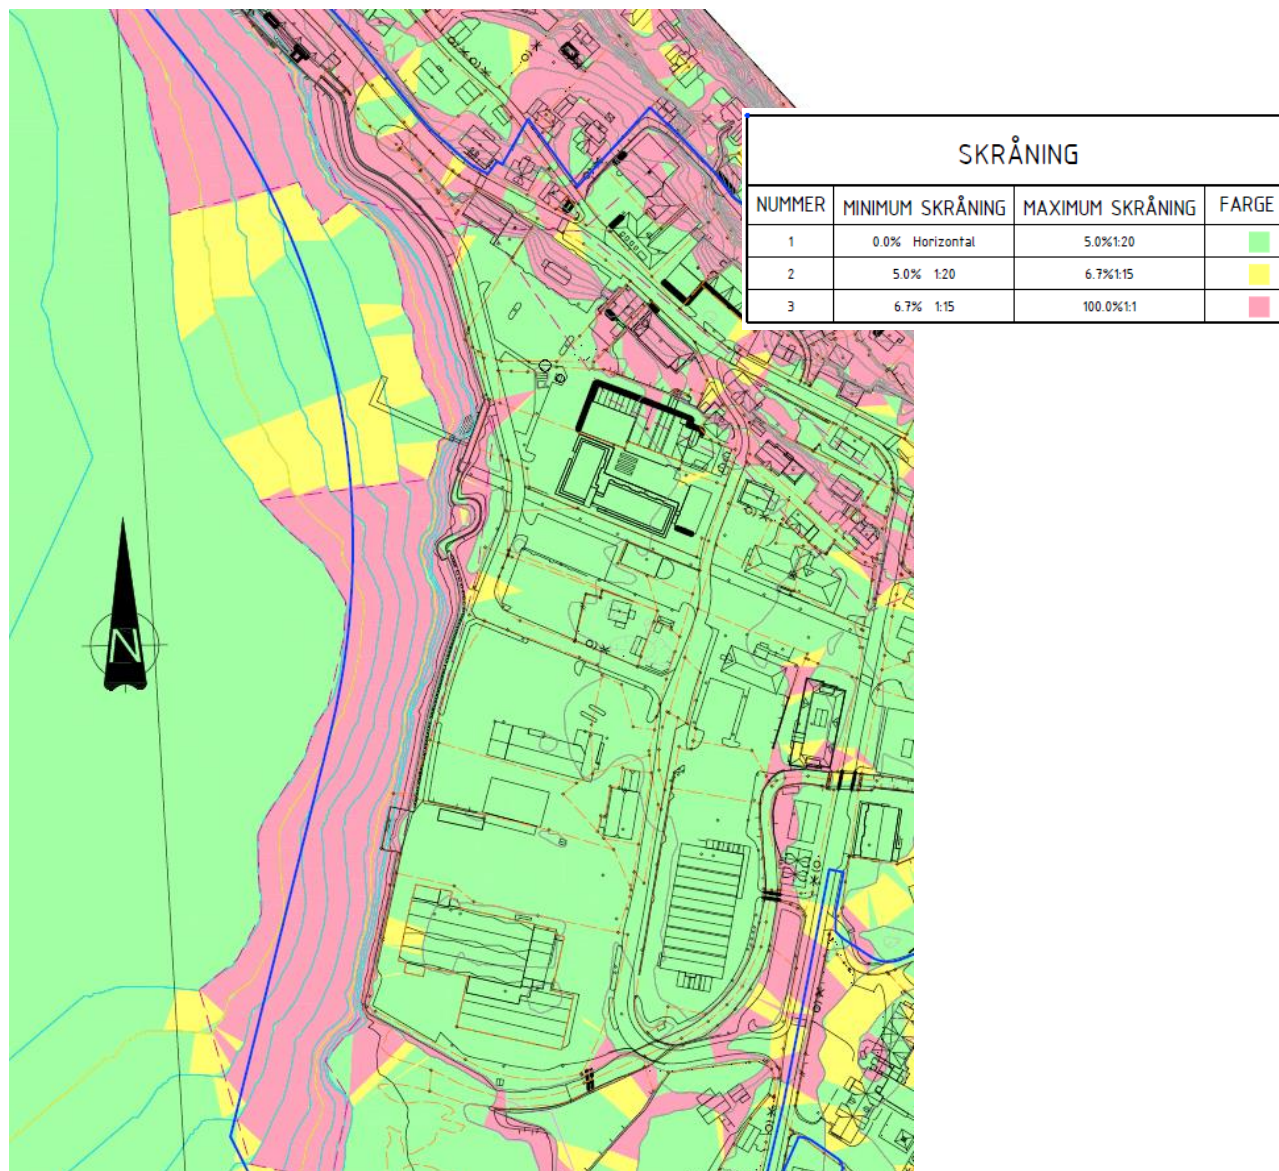 SKRÅNING
NUMMER MINIMUM SKRÅNING MAXIMUM SKRÅNING FARGE
1 0.0% Horizontal 5.0%1:20
2 5.0% 1:20 6.7%1:15
3 6.7% 1:15 100.0%1:1
N